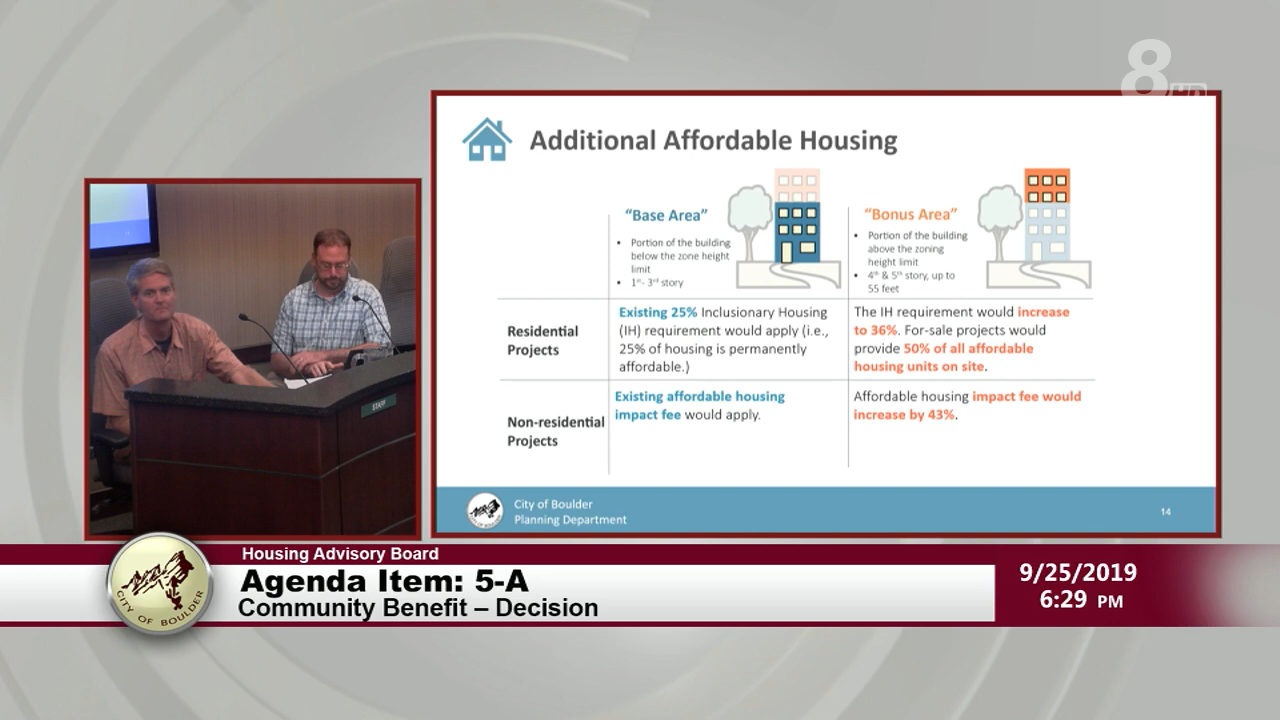 8
HD
Additional Affordable Housing
“Base Area”
• Portion of the building
below the zone height
limit
• 1st- 3rd story
“Bonus Area”
• Portion of the building
above the zoning
height limit
• 4th & 5th story, up to
55 feet
Residential
Projects
Existing 25% Inclusionary Housing
(IH) requirement would apply (i.e.,
25% of housing is permanently
affordable.)
The IH requirement would increase
to 36%. For-sale projects would
provide 50% of all affordable
housing units on site.
Non-residential
Projects
Existing affordable housing
impact fee would apply.
Affordable housing impact fee would
increase by 43%.
City of Boulder
Planning Department
14
STAFF
Housing Advisory Board
Agenda Item: 5-A
Community Benefit – Decision
9/25/2019
6:29 PM
CITY OF BOULDER